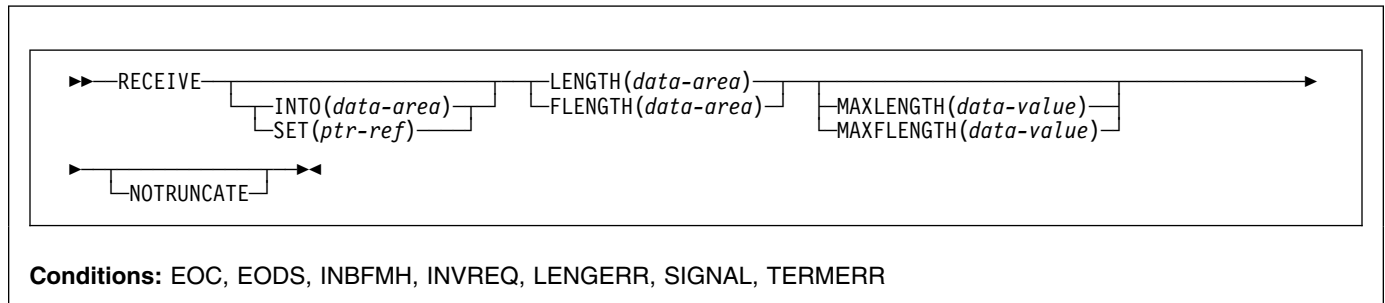 RECEIVE LENGTH(data-area)
INTO(data-area) FLENGTH(data-area) MAXLENGTH(data-value)
SET(ptr-ref) MAXFLENGTH(data-value)
NOTRUNCATE
Conditions: EOC, EODS, INBFMH, INVREQ, LENGERR, SIGNAL, TERMERR